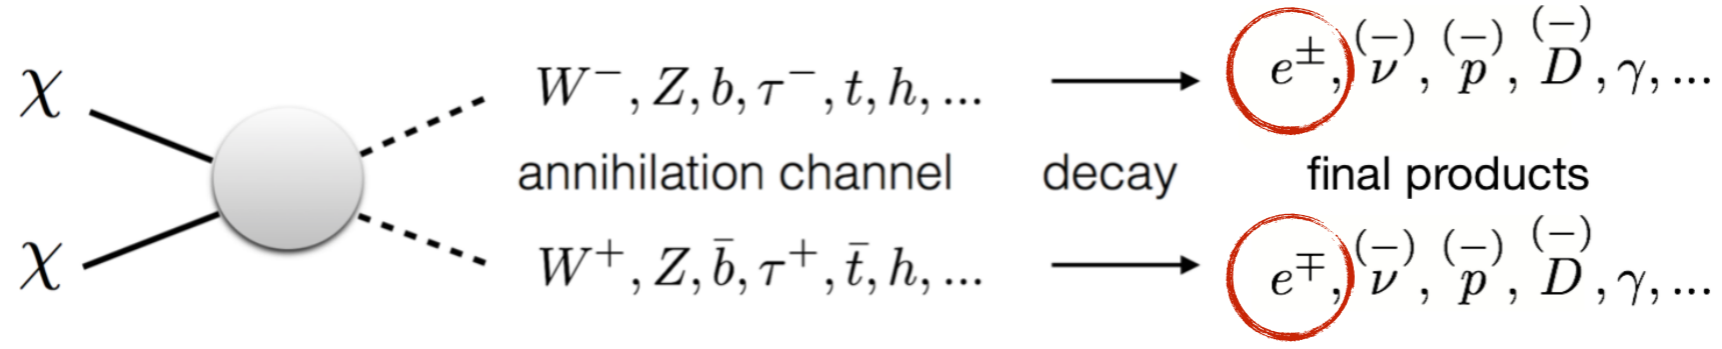 χ W⁻, Z, b, τ⁻, t, h, ... e^±, ν^(−), p^(−), D^(−), γ, ...
annihilation channel decay final products
χ W⁺, Z, b̄, τ⁺, t̄, h, ... e^∓, ν^(−), p^(−), D^(−), γ, ...